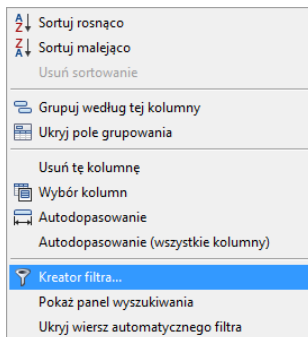 Sortuj rosnąco
Sortuj malejąco
Usuń sortowanie
Grupuj według tej kolumny
Ukryj pole grupowania
Usuń tę kolumnę
Wybór kolumn
Autodopasowanie
Autodopasowanie (wszystkie kolumny)
Kreator filtra...
Pokaż panel wyszukiwania
Ukryj wiersz automatycznego filtra